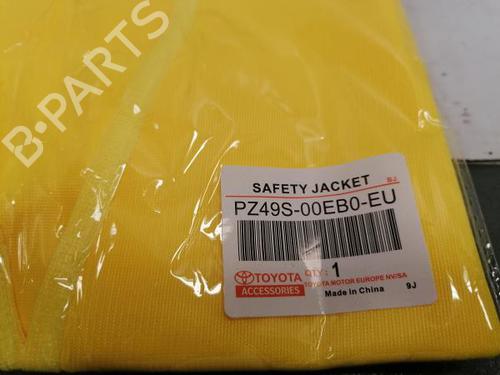 B-PARTS
SAFETY JACKET
BJ
PZ49S-00EB0-EU
TOYOTA
ACCESSORIES
QTY: 1
TOYOTA MOTOR EUROPE NV/SA
Made in China
9J